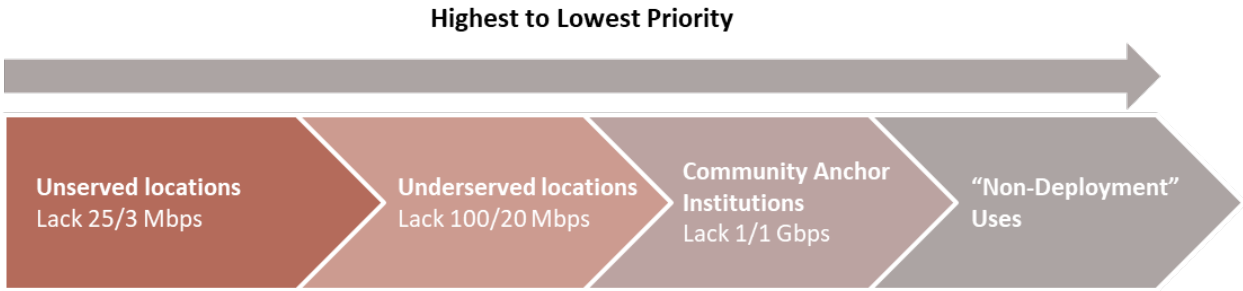 Highest to Lowest Priority
Unserved locations
Lack 25/3 Mbps
Underserved locations
Lack 100/20 Mbps
Community Anchor
Institutions
Lack 1/1 Gbps
“Non-Deployment”
Uses